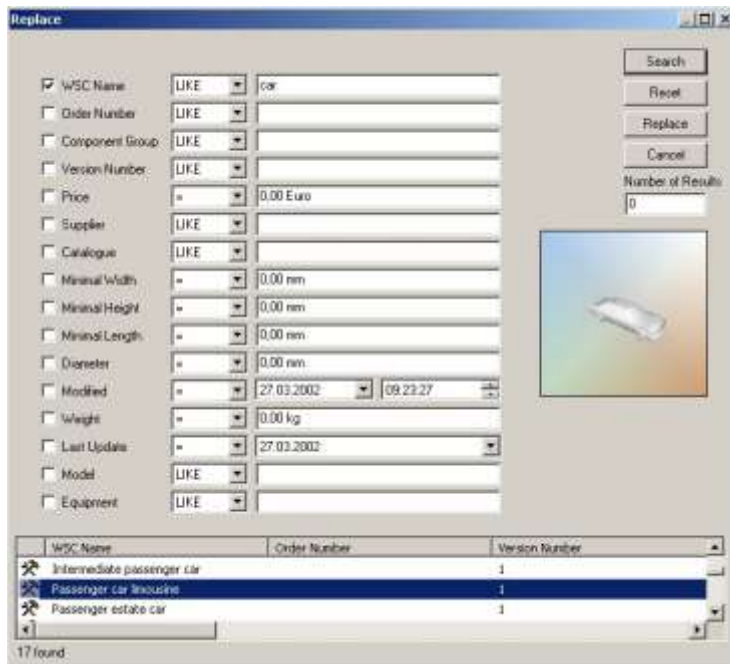 Replace
Search
WSC Name LIKE car
Reset
Order Number LIKE
Component Group LIKE
Replace
Version Number LIKE
Cancel
Price = 0,00 Euro
Number of Results
0
Supplier LIKE
Catalogue LIKE
Minimal Width = 0,00 mm
Minimal Height = 0,00 mm
Minimal Length = 0,00 mm
Diameter = 0,00 mm
Modified = 27.03.2002 09:23:27
Weight = 0.00 kg
Last Update = 27.03.2002
Model LIKE
Equipment LIKE
WSC Name Order Number Version Number
Intermediate passenger car 1
Passenger car limousine 1
Passenger estate car 1
17 found